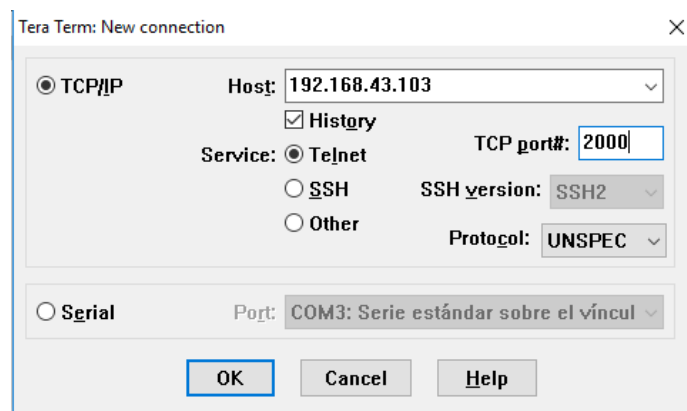 Tera Term: New connection
TCP/IP Host: 192.168.43.103
History
Service: Telnet TCP port#: 2000
SSH SSH version: SSH2
Other Protocol: UNSPEC
Serial Port: COM3: Serie estándar sobre el víncul
OK Cancel Help